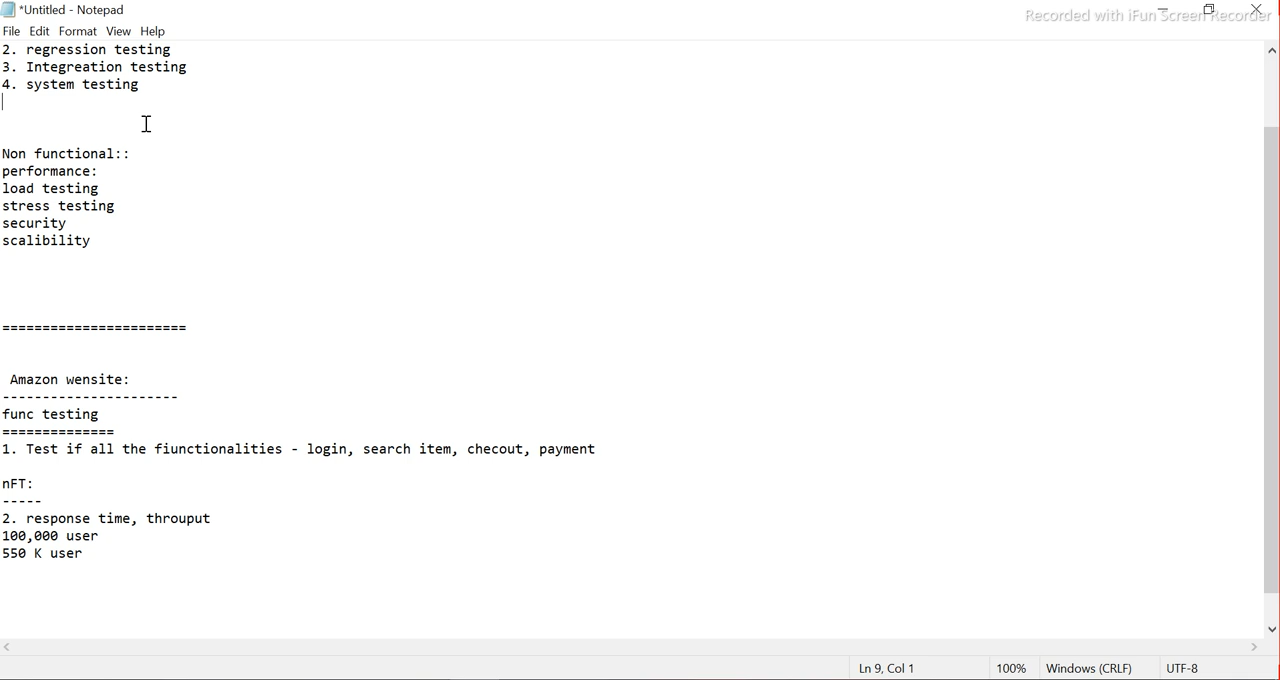 *Untitled - Notepad
Recorded with iFun Screen Recorder
File Edit Format View Help
2. regression testing
3. Integreation testing
4. system testing
Non functional::
performance:
load testing
stress testing
security
scalibility
=======================
Amazon wensite:
----------------------
func testing
==============
1. Test if all the fiunctionalities - login, search item, checout, payment
nFT:
-----
2. response time, throuput
100,000 user
550 K user
Ln 9, Col 1 100% Windows (CRLF) UTF-8